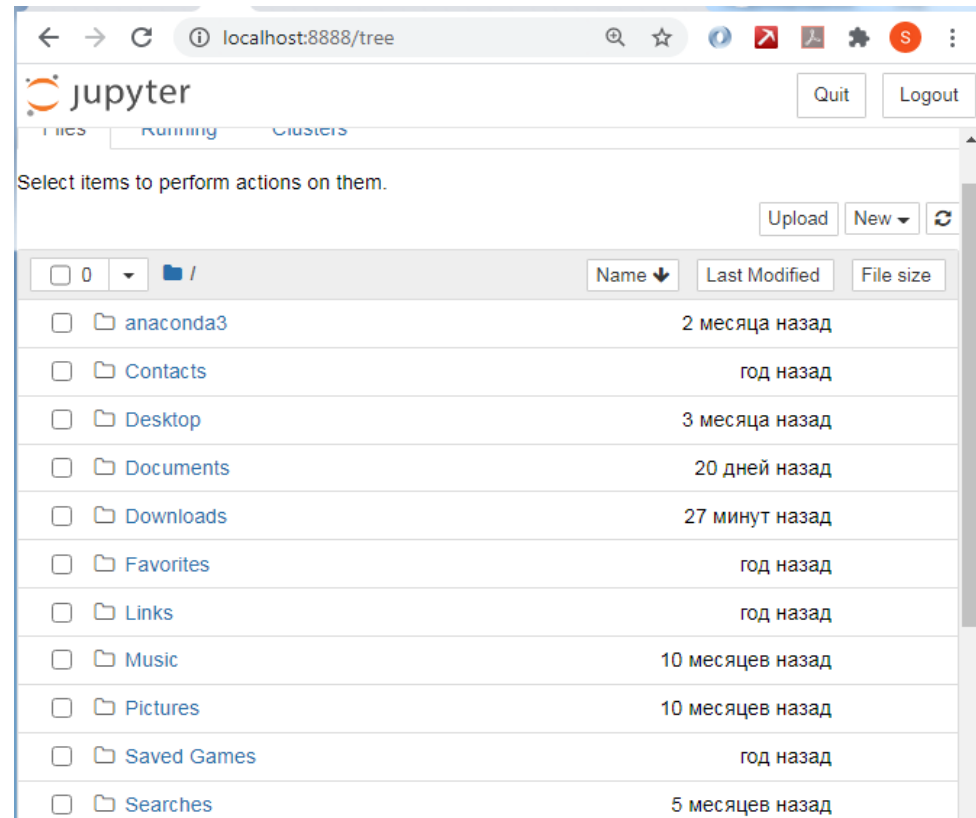 localhost:8888/tree
S
jupyter
Quit
Logout
Files
Running
Clusters
Select items to perform actions on them.
Upload
New
0
/
Name
Last Modified
File size
anaconda3 2 месяца назад
Contacts год назад
Desktop 3 месяца назад
Documents 20 дней назад
Downloads 27 минут назад
Favorites год назад
Links год назад
Music 10 месяцев назад
Pictures 10 месяцев назад
Saved Games год назад
Searches 5 месяцев назад